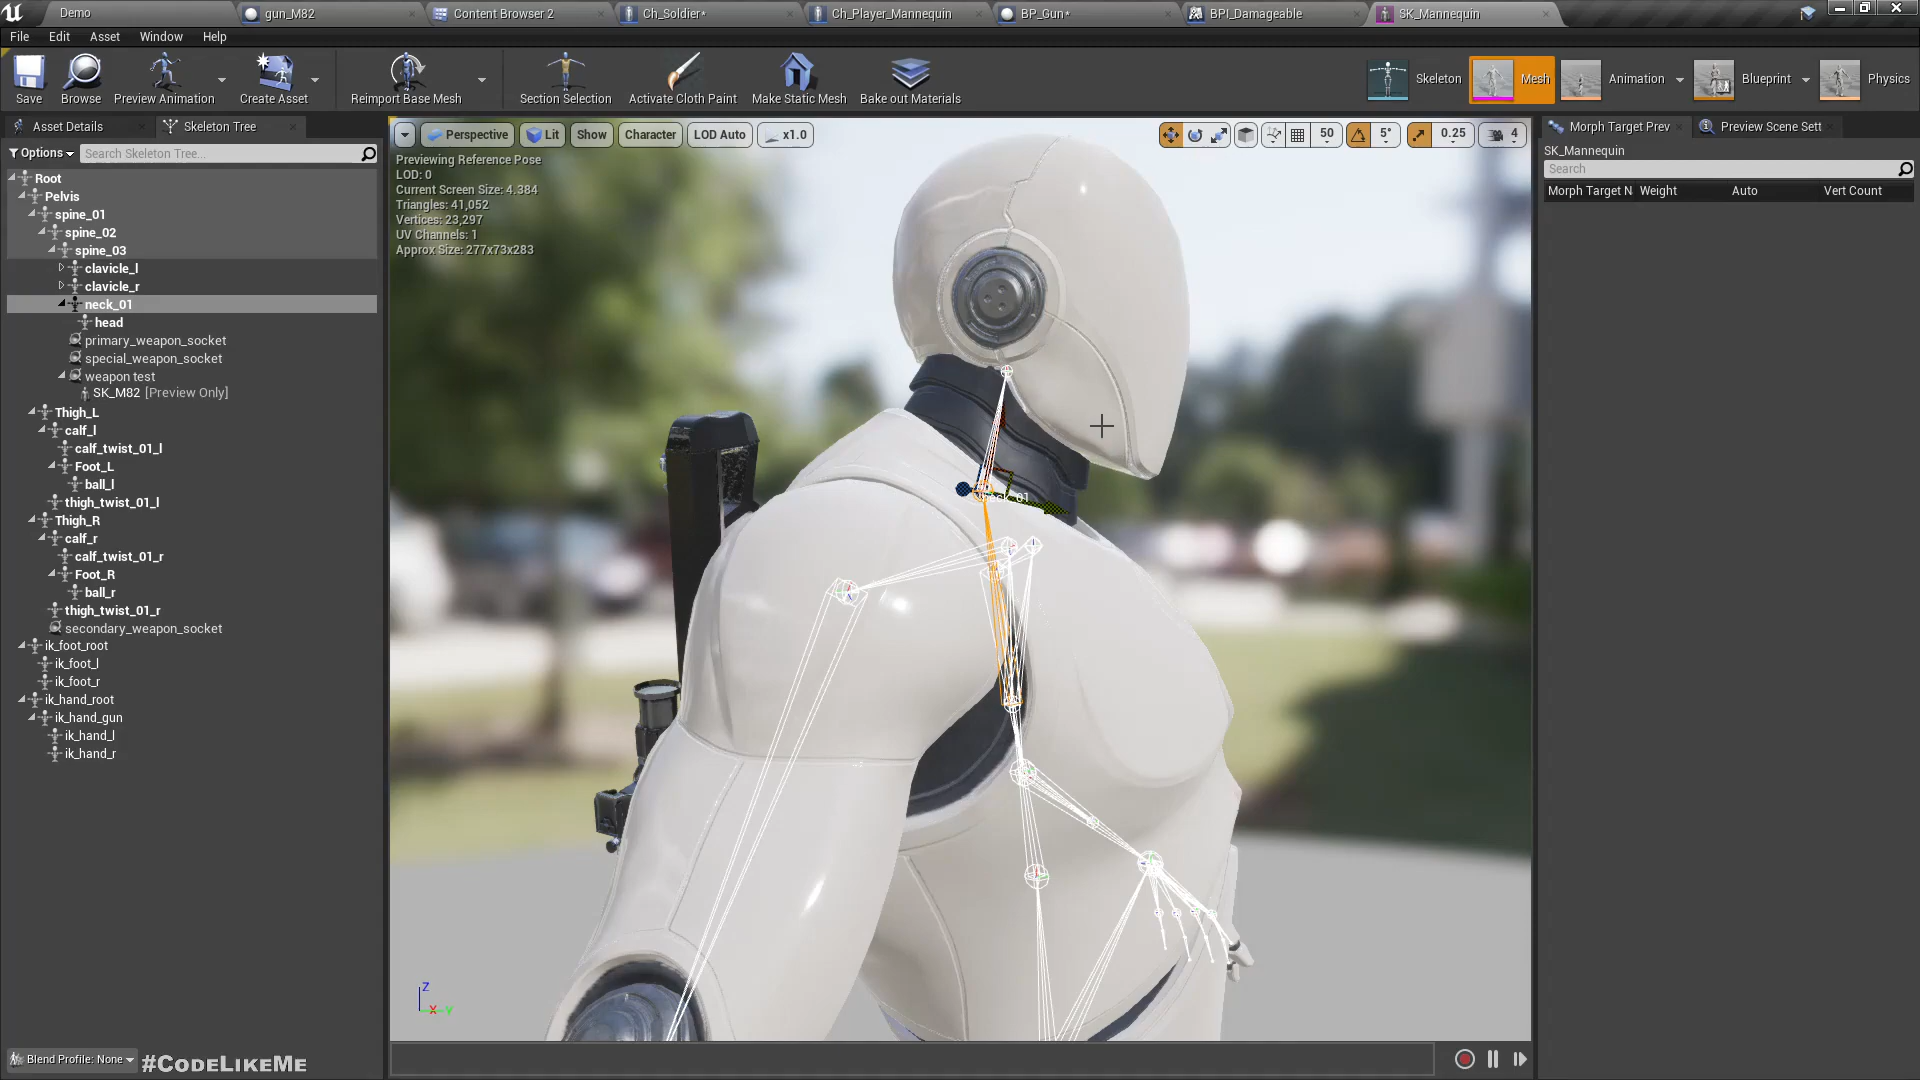 Demo
gun_M82
Content Browser 2
Ch_Soldier*
Ch_Player_Mannequin
BP_Gun*
BPI_Damageable
SK_Mannequin
File Edit Asset Window Help
Save
Browse
Preview Animation
Create Asset
Reimport Base Mesh
Section Selection
Activate Cloth Paint
Make Static Mesh
Bake out Materials
Skeleton
Mesh
Animation
Blueprint
Physics
Asset Details
Skeleton Tree
Options
Search Skeleton Tree...
Root
Pelvis
spine_01
spine_02
spine_03
clavicle_l
clavicle_r
neck_01
head
primary_weapon_socket
special_weapon_socket
weapon test
SK_M82 [Preview Only]
Thigh_L
calf_l
calf_twist_01_l
Foot_L
ball_l
thigh_twist_01_l
Thigh_R
calf_r
calf_twist_01_r
Foot_R
ball_r
thigh_twist_01_r
secondary_weapon_socket
ik_foot_root
ik_foot_l
ik_foot_r
ik_hand_root
ik_hand_gun
ik_hand_l
ik_hand_r
Blend Profile: None
#CodeLikeMe
Perspective
Lit
Show
Character
LOD Auto
x1.0
50
5°
0.25
4
Previewing Reference Pose
LOD: 0
Current Screen Size: 4.384
Triangles: 41,052
Vertices: 23,297
UV Channels: 1
Approx Size: 277x73x283
Z
X
Y
Morph Target Prev
Preview Scene Sett
SK_Mannequin
Search
Morph Target N Weight Auto Vert Count